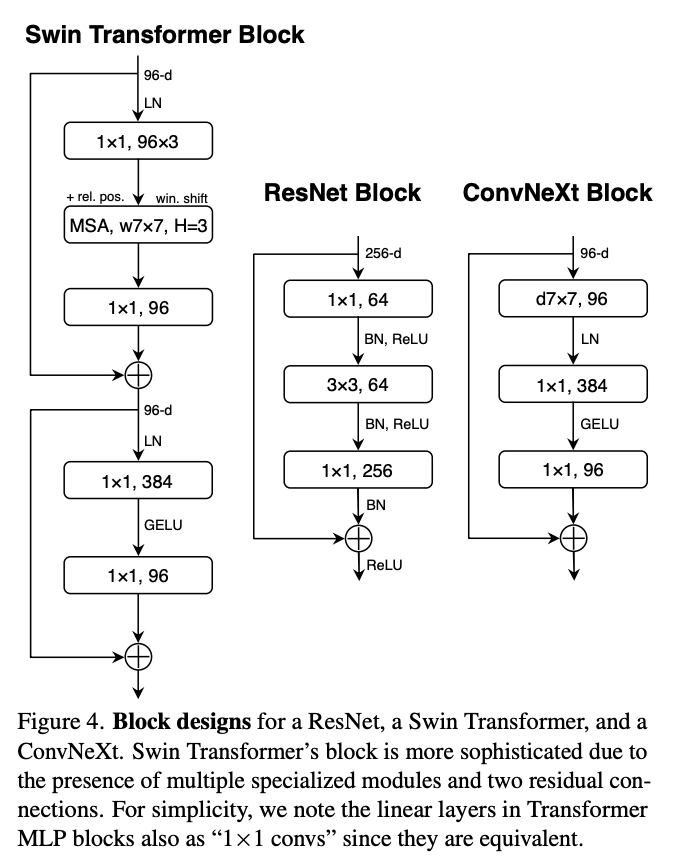 Swin Transformer Block
96-d
LN
1×1, 96×3
+ rel. pos.
win. shift
MSA, w7×7, H=3
1×1, 96
96-d
LN
1×1, 384
GELU
1×1, 96
ResNet Block
256-d
1×1, 64
BN, ReLU
3×3, 64
BN, ReLU
1×1, 256
BN
ReLU
ConvNeXt Block
96-d
d7×7, 96
LN
1×1, 384
GELU
1×1, 96
Figure 4. Block designs for a ResNet, a Swin Transformer, and a
ConvNeXt. Swin Transformer’s block is more sophisticated due to
the presence of multiple specialized modules and two residual con-
nections. For simplicity, we note the linear layers in Transformer
MLP blocks also as “1×1 convs” since they are equivalent.